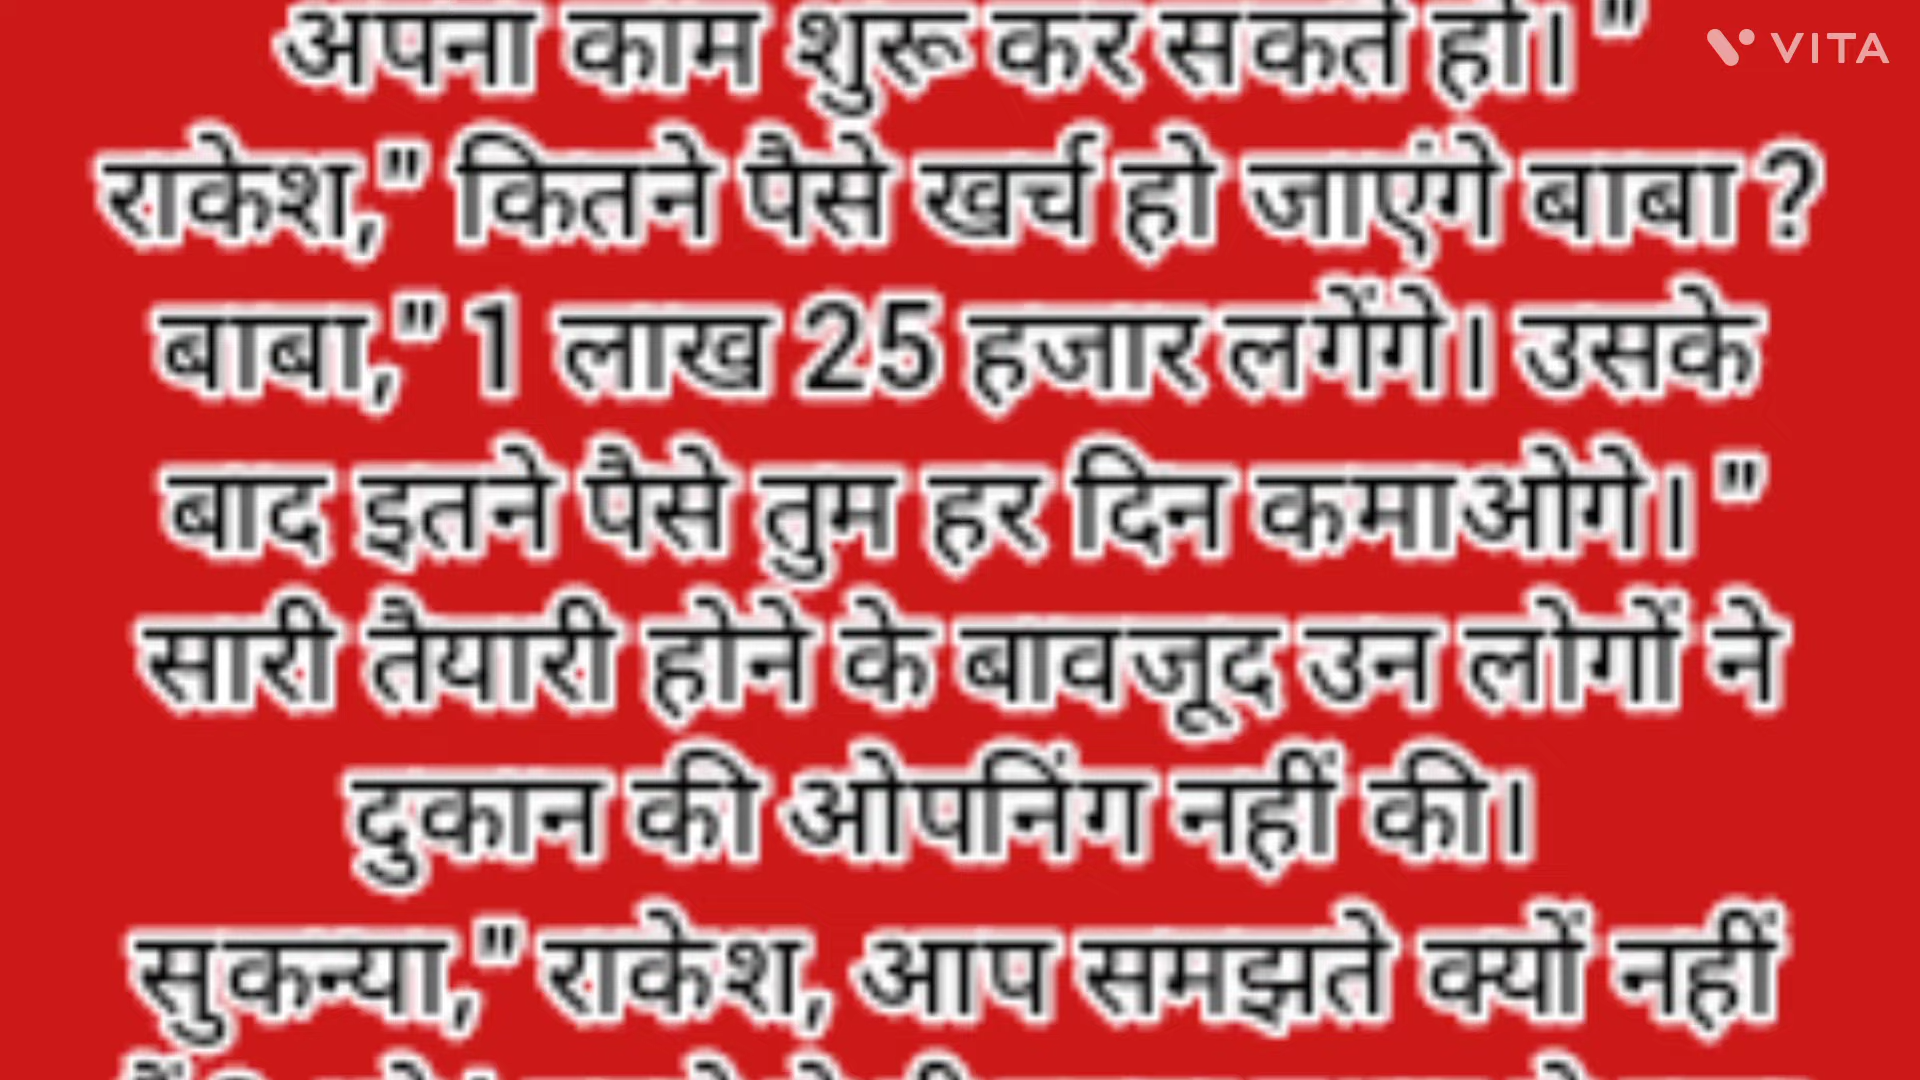 अपना काम शुरू कर सकते हो। "
VITA
राकेश," कितने पैसे खर्च हो जाएंगे बाबा ?
बाबा," 1 लाख 25 हजार लगेंगे। उसके
बाद इतने पैसे तुम हर दिन कमाओगे। "
सारी तैयारी होने के बावजूद उन लोगों ने
दुकान की ओपनिंग नहीं की।
सुकन्या," राकेश, आप समझते क्यों नहीं